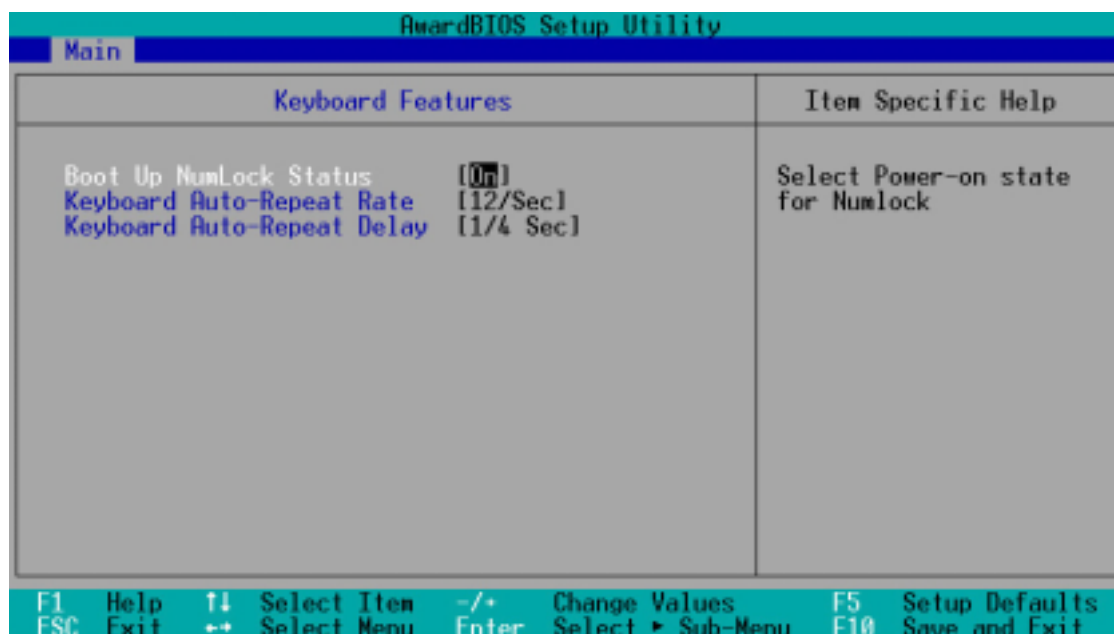 AwardBIOS Setup Utility
Main
Keyboard Features
Item Specific Help
Boot Up NumLock Status [On]
Keyboard Auto-Repeat Rate [12/Sec]
Keyboard Auto-Repeat Delay [1/4 Sec]
Select Power-on state
for Numlock
F1 Help ↑↓ Select Item -/+ Change Values F5 Setup Defaults
ESC Exit ←→ Select Menu Enter Select ► Sub-Menu F10 Save and Exit